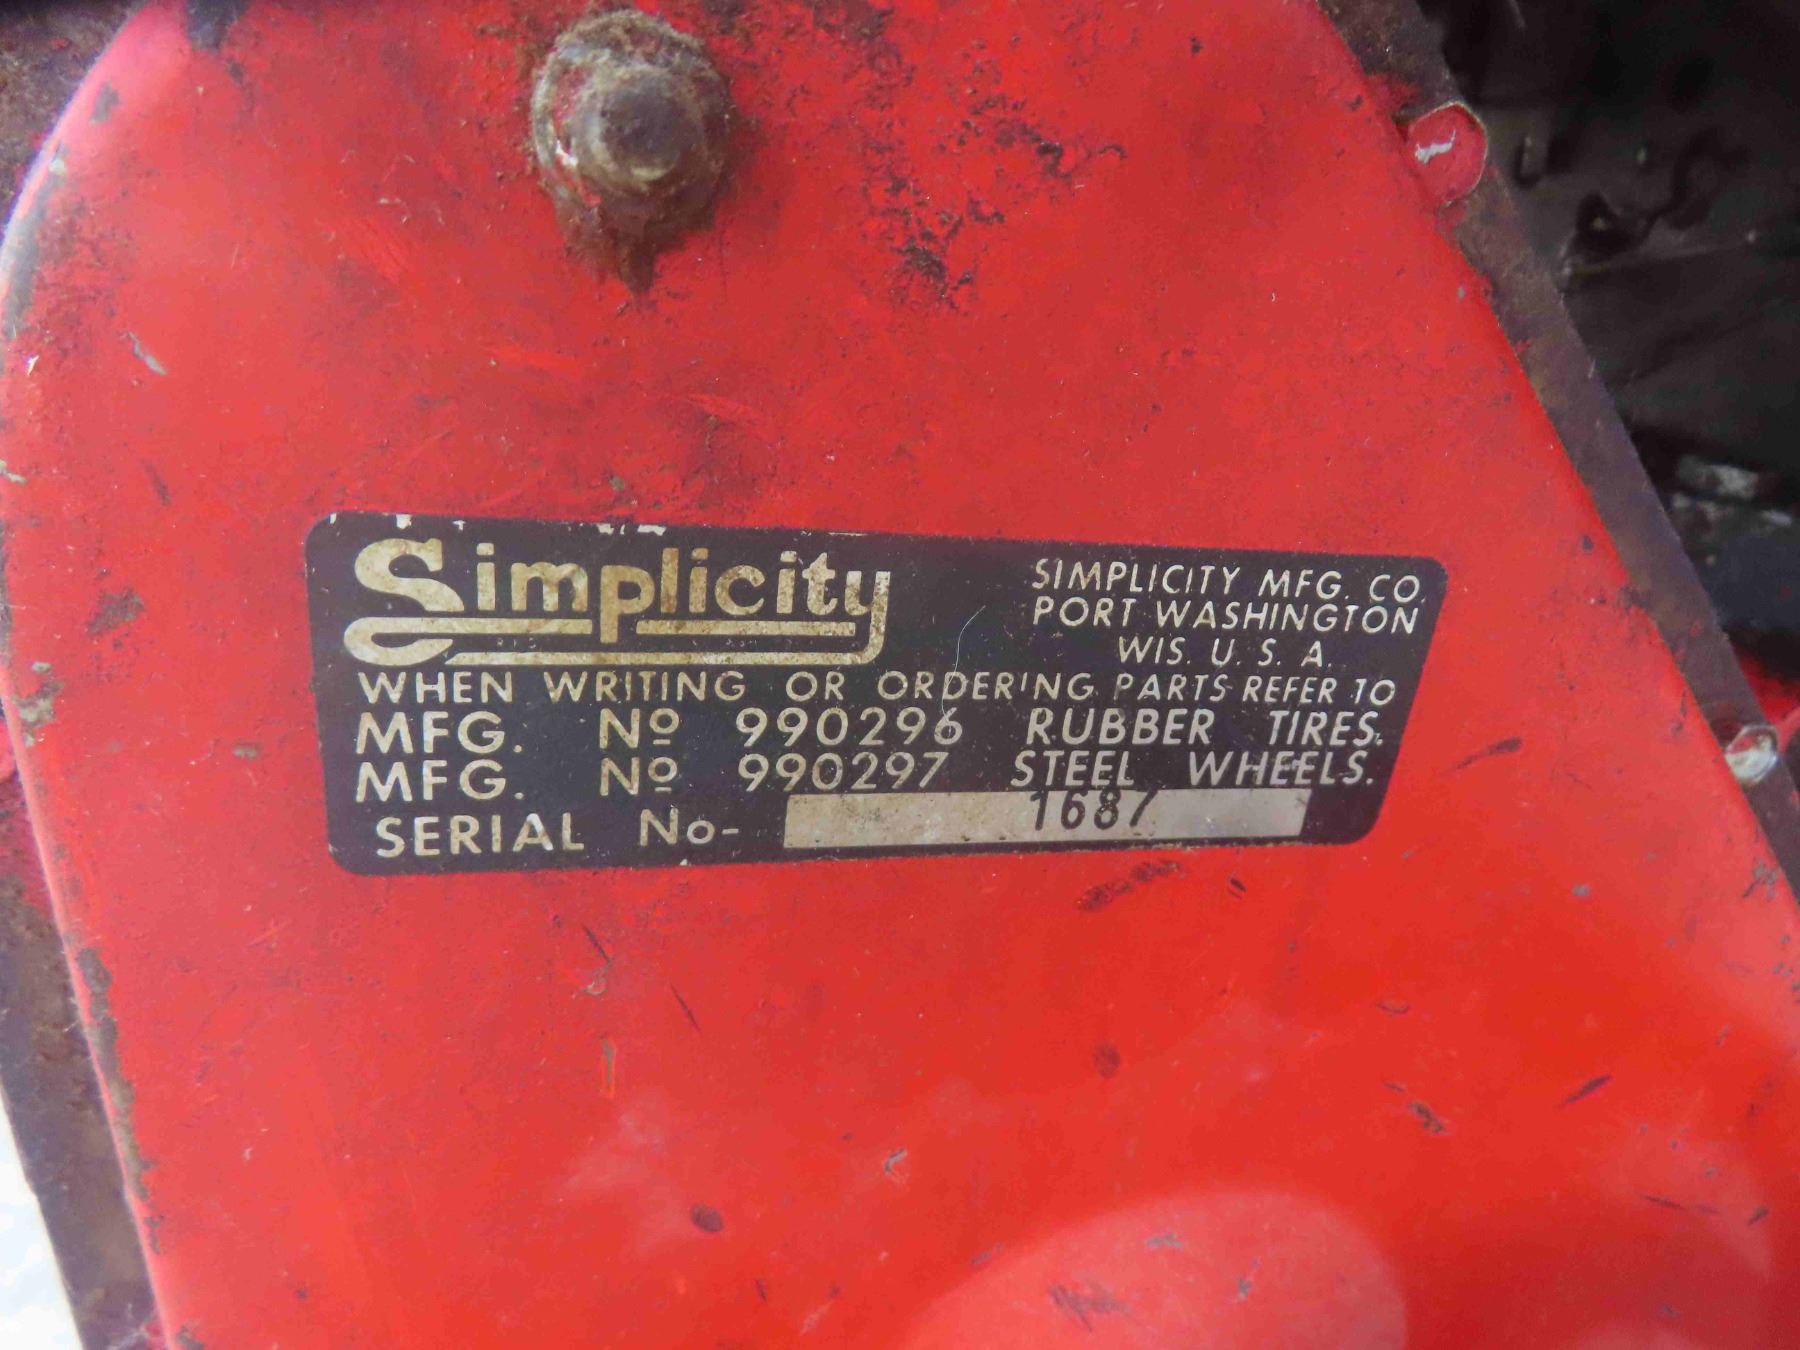 Simplicity
SIMPLICITY MFG. CO.
PORT WASHINGTON
WIS. U. S. A.
WHEN WRITING OR ORDERING PARTS REFER TO
MFG. Nº 990296 RUBBER TIRES.
MFG. Nº 990297 STEEL WHEELS.
SERIAL No- 1687